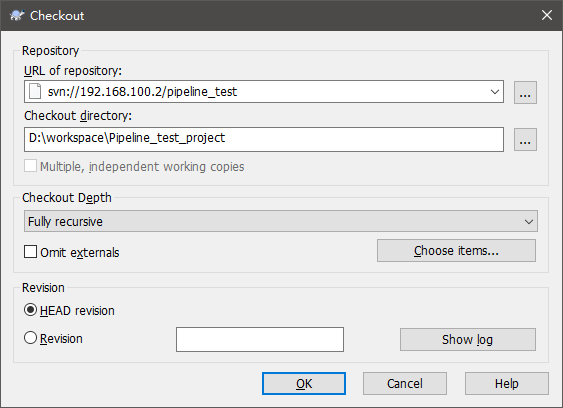 Checkout
Repository
URL of repository:
svn://192.168.100.2/pipeline_test
...
Checkout directory:
D:\workspace\Pipeline_test_project
...
Multiple, independent working copies
Checkout Depth
Fully recursive
Omit externals
Choose items...
Revision
HEAD revision
Revision
Show log
OK
Cancel
Help